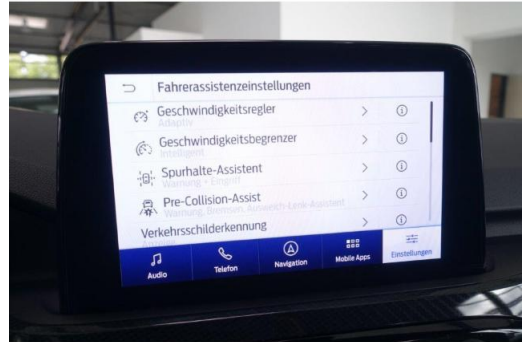 Fahrerassistenzeinstellungen
Geschwindigkeitsregler
Adaptiv
Geschwindigkeitsbegrenzer
Intelligent
Spurhalte-Assistent
Warnung + Eingriff
Pre-Collision-Assist
Warnung, Bremsen, Ausweich-Lenk-Assistent
Verkehrsschilderkennung
Audio
Telefon
Navigation
Mobile Apps
Einstellungen